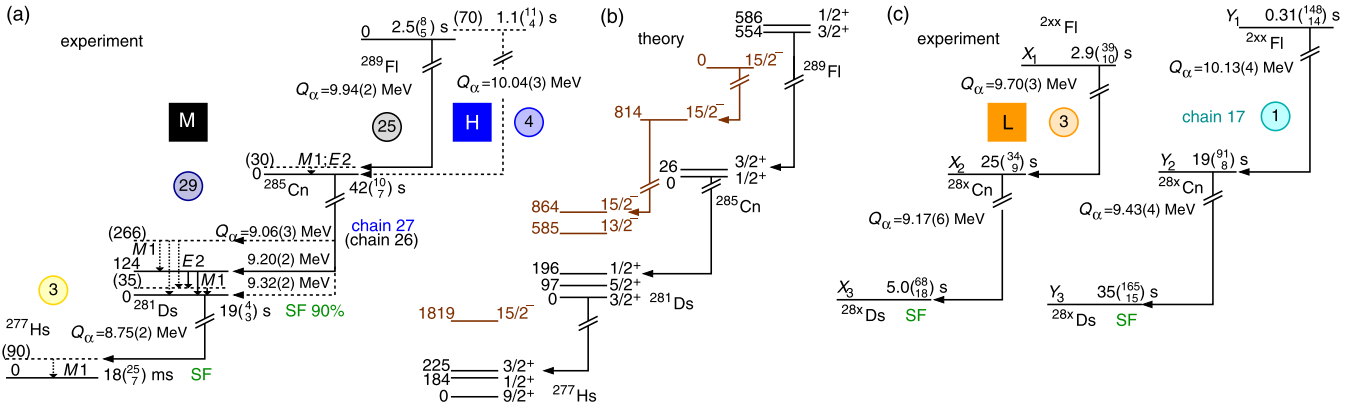 (a)
experiment
0
2.5(8/5) s
(70)
1.1(11/4) s
289Fl
Qα=9.94(2) MeV
Qα=10.04(3) MeV
M
25
H
4
29
(30)
M1;E2
0
285Cn
42(10/7) s
chain 27
(chain 26)
(266)
Qα=9.06(3) MeV
M1
124
E2
9.20(2) MeV
(35)
M1
9.32(2) MeV
0
281Ds
19(4/3) s
SF 90%
3
277Hs
Qα=8.75(2) MeV
(90)
0
M1
18(25/7) ms
SF
(b)
theory
586
1/2+
554
3/2+
0
15/2−
289Fl
814
15/2−
26
3/2+
0
1/2+
285Cn
864
15/2−
585
13/2−
196
1/2+
97
5/2+
0
3/2+
281Ds
1819
15/2−
225
3/2+
184
1/2+
0
9/2+
277Hs
(c)
experiment
2xxFl
X1
2.9(39/10) s
Qα=9.70(3) MeV
L
3
X2
25(34/9) s
28xCn
Qα=9.17(6) MeV
X3
5.0(68/18) s
28xDs
SF
Y1
0.31(148/14) s
2xxFl
Qα=10.13(4) MeV
chain 17
1
Y2
19(91/8) s
28xCn
Qα=9.43(4) MeV
Y3
35(165/15) s
28xDs
SF